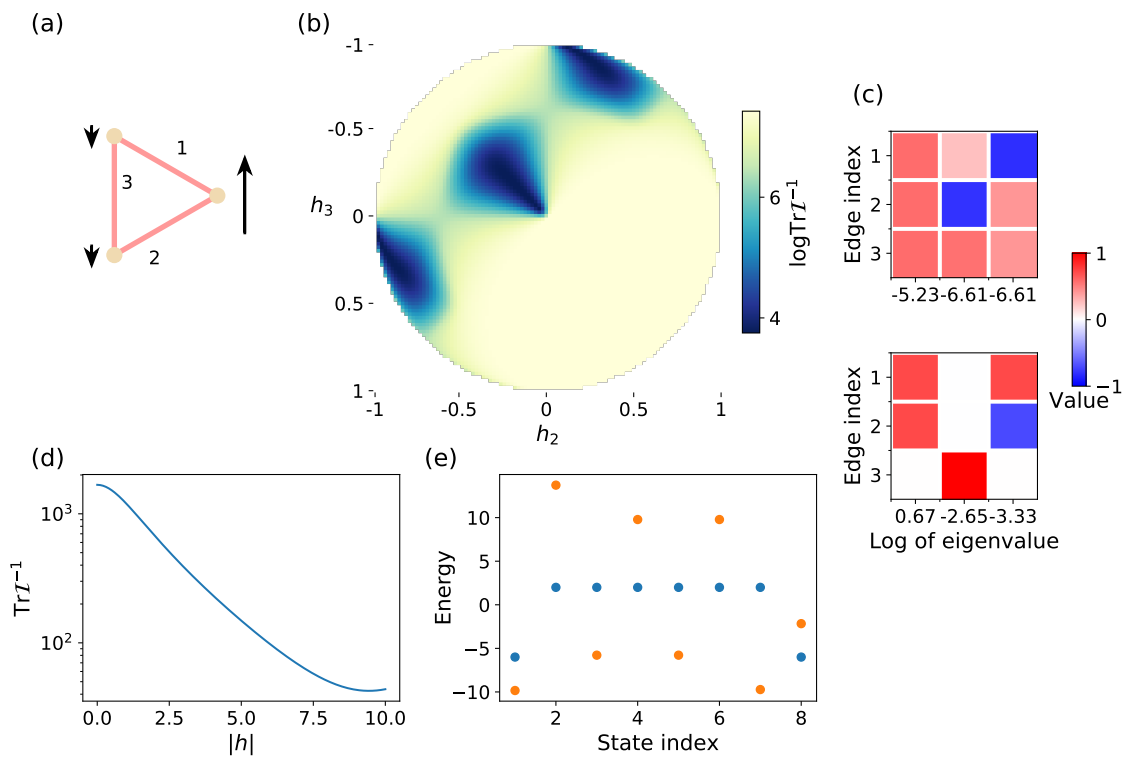 (a)
1
3
2
(b)
-1
-0.5
h₃ 0
0.5
1
-1 -0.5 0 0.5 1
h₂
6
4
logTrI⁻¹
(c)
Edge index
1
2
3
-5.23 -6.61 -6.61
Edge index
1
2
3
0.67 -2.65 -3.33
Log of eigenvalue
1
0
−1
Value
(d)
TrI⁻¹
10³
10²
0.0 2.5 5.0 7.5 10.0
|h|
(e)
Energy
10
5
0
−5
−10
2 4 6 8
State index